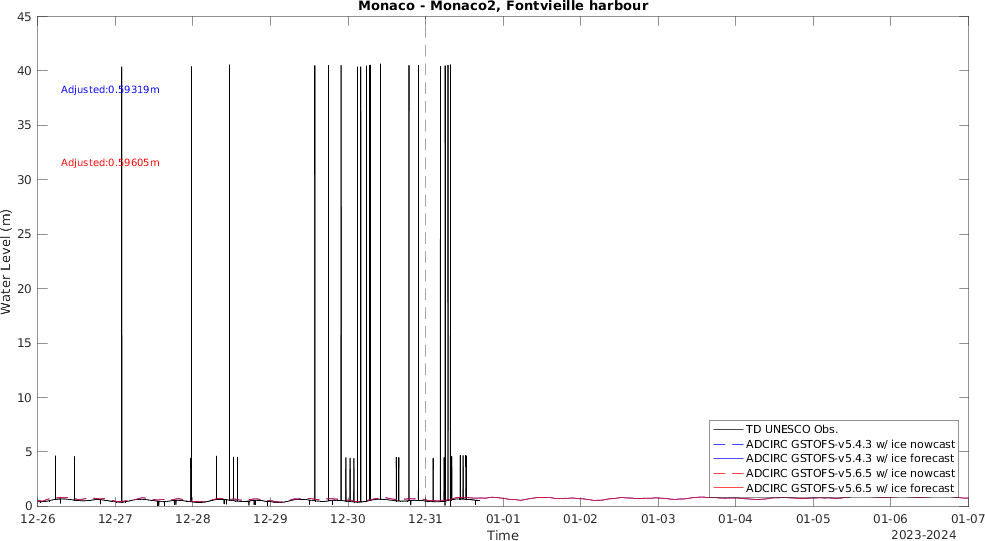 Monaco - Monaco2, Fontvieille harbour
45
40
35
30
25
20
15
10
5
0
Water Level (m)
Adjusted:0.59319m
Adjusted:0.59605m
TD UNESCO Obs.
ADCIRC GSTOFS-v5.4.3 w/ ice nowcast
ADCIRC GSTOFS-v5.4.3 w/ ice forecast
ADCIRC GSTOFS-v5.6.5 w/ ice nowcast
ADCIRC GSTOFS-v5.6.5 w/ ice forecast
12-26 12-27 12-28 12-29 12-30 12-31 01-01 01-02 01-03 01-04 01-05 01-06 01-07
Time
2023-2024